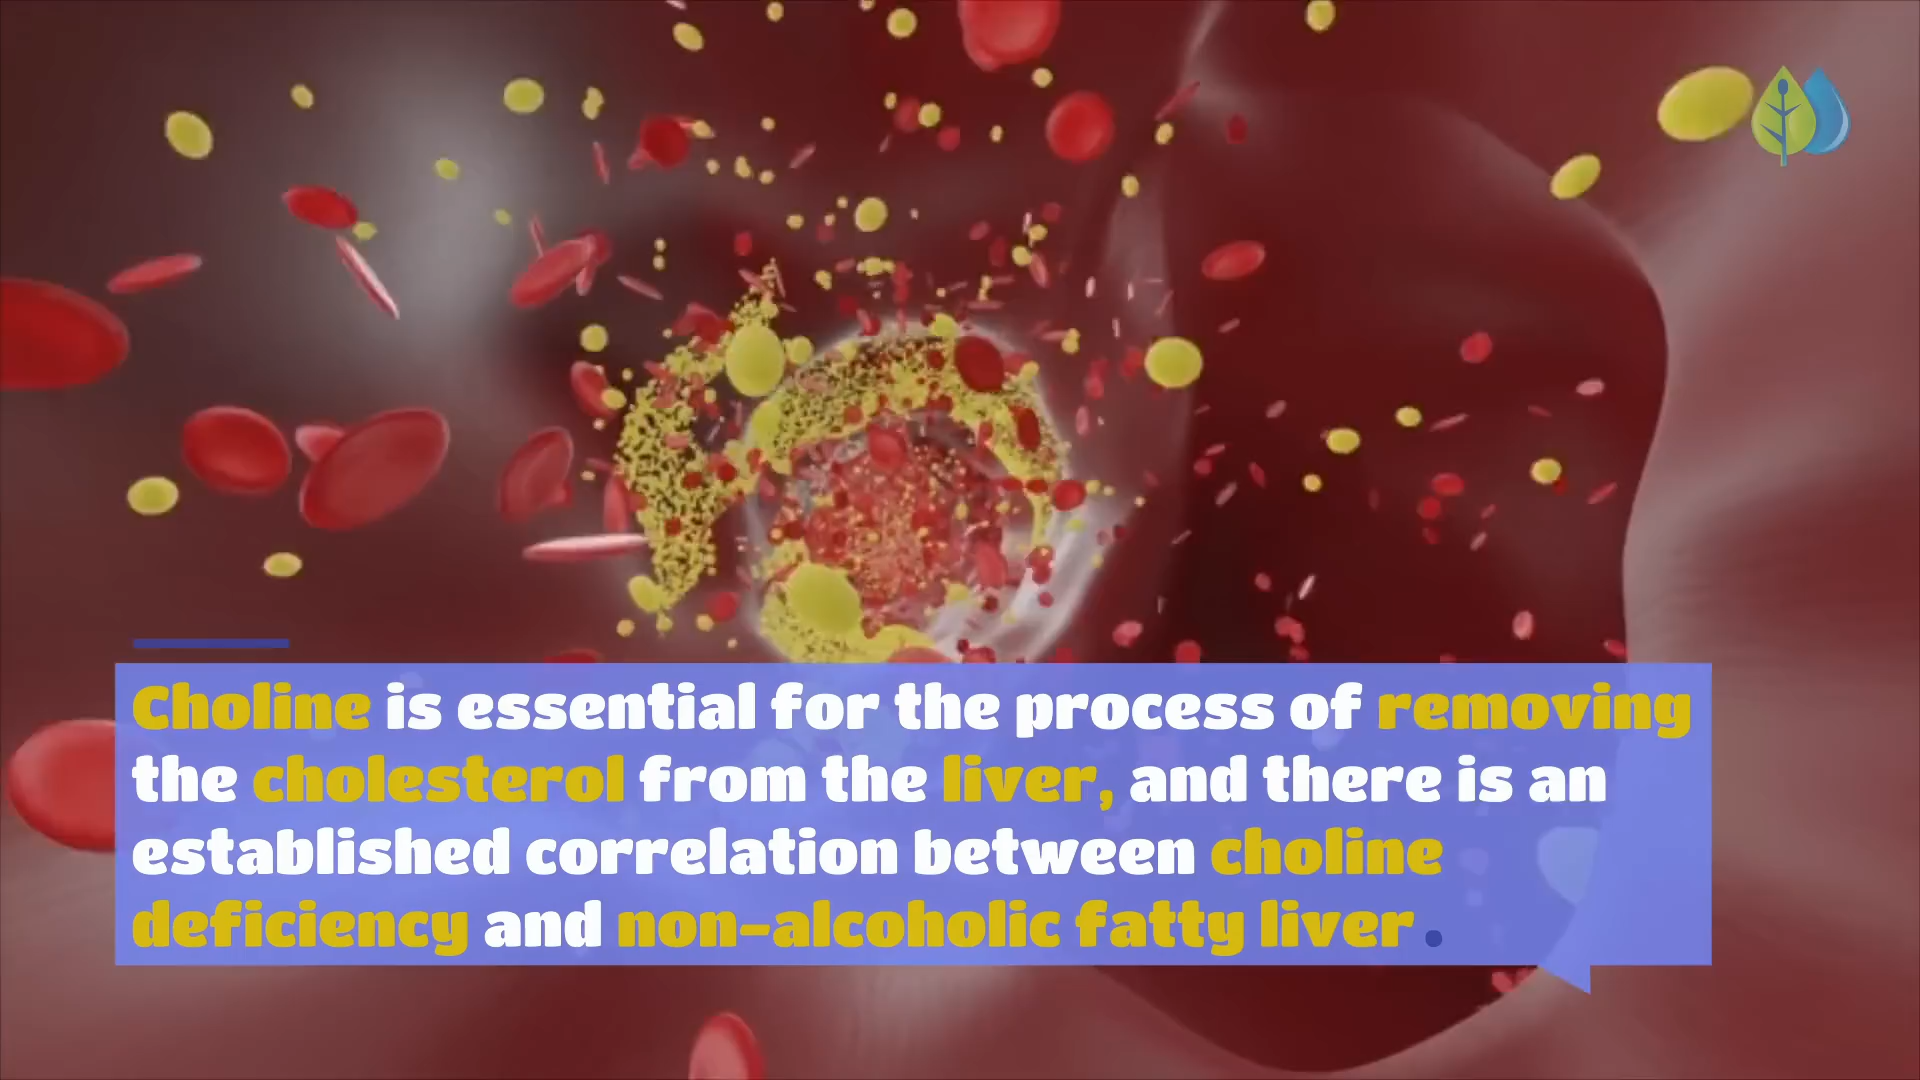 Choline is essential for the process of removing
the cholesterol from the liver, and there is an
established correlation between choline
deficiency and non-alcoholic fatty liver.